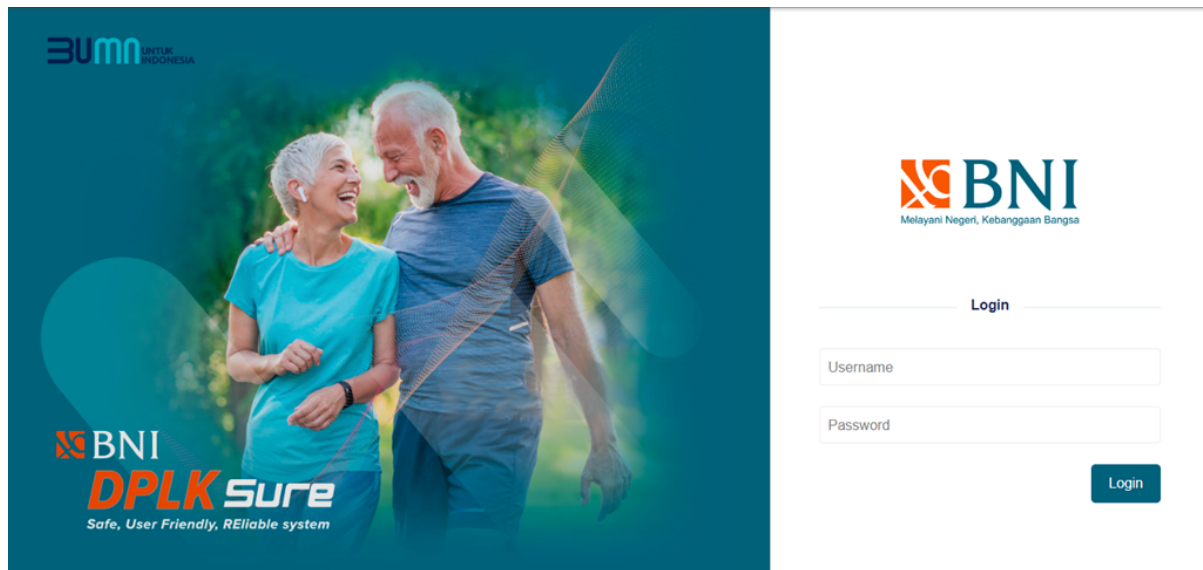 BUMN UNTUK
INDONESIA
BNI
DPLK Sure
Safe, User Friendly, REliable system
BNI
Melayani Negeri, Kebanggaan Bangsa
Login
Username
Password
Login